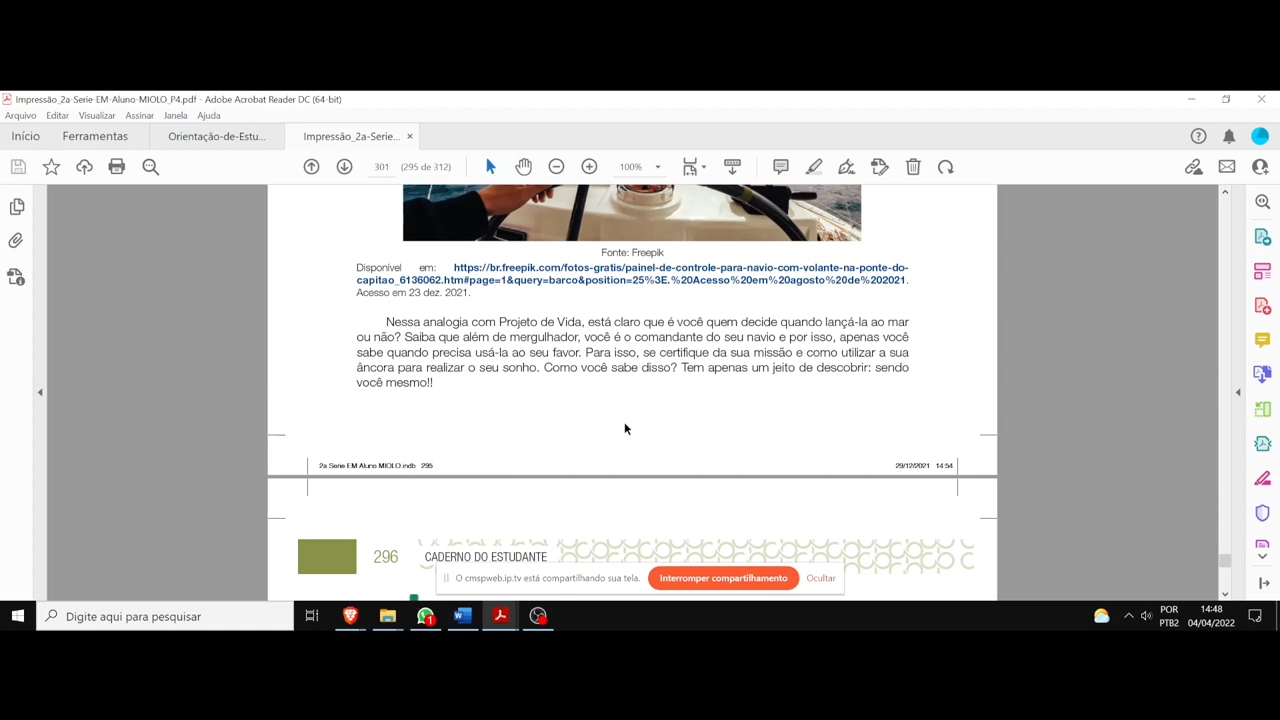 Impressão_2a-Serie-EM-Aluno-MIOLO_P4.pdf - Adobe Acrobat Reader DC (64-bit)
Arquivo Editar Visualizar Assinar Janela Ajuda
Início Ferramentas Orientação-de-Estu... Impressão_2a-Serie... ×
301 (295 de 312) 100%
Fonte: Freepik
Disponível em: https://br.freepik.com/fotos-gratis/painel-de-controle-para-navio-com-volante-na-ponte-do-
capitao_6136062.htm#page=1&query=barco&position=25%3E.%20Acesso%20em%20agosto%20de%202021.
Acesso em 23 dez. 2021.
Nessa analogia com Projeto de Vida, está claro que é você quem decide quando lançá-la ao mar
ou não? Saiba que além de mergulhador, você é o comandante do seu navio e por isso, apenas você
sabe quando precisa usá-la ao seu favor. Para isso, se certifique da sua missão e como utilizar a sua
âncora para realizar o seu sonho. Como você sabe disso? Tem apenas um jeito de descobrir: sendo
você mesmo!!
2a Serie EM Aluno MIOLO.indb 295 29/12/2021 14:54
296 CADERNO DO ESTUDANTE
O cmspweb.ip.tv está compartilhando sua tela. Interromper compartilhamento Ocultar
Digite aqui para pesquisar
1
POR
PTB2
14:48
04/04/2022